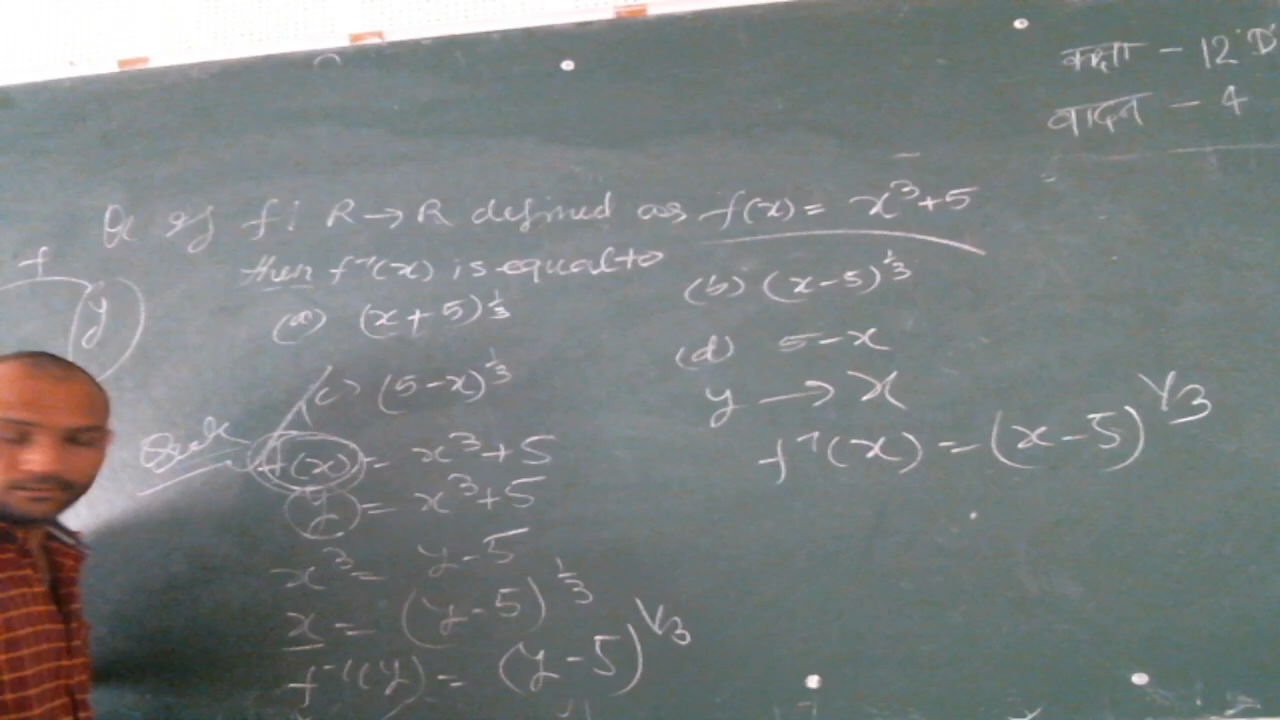 कक्षा - 12 'D'
वादन - 4
Q If f: R → R defined as f(x) = x³+5
then f⁻¹(x) is equal to
(a) (x+5)^{1/3} (b) (x-5)^{1/3}
(c) (5-x)^{1/3} (d) 5-x
f
y
f(x) = x³+5
y = x³+5
x³ = y-5
x = (y-5)^{1/3}
f⁻¹(y) = (y-5)^{1/3}
y → x
f⁻¹(x) = (x-5)^{1/3}